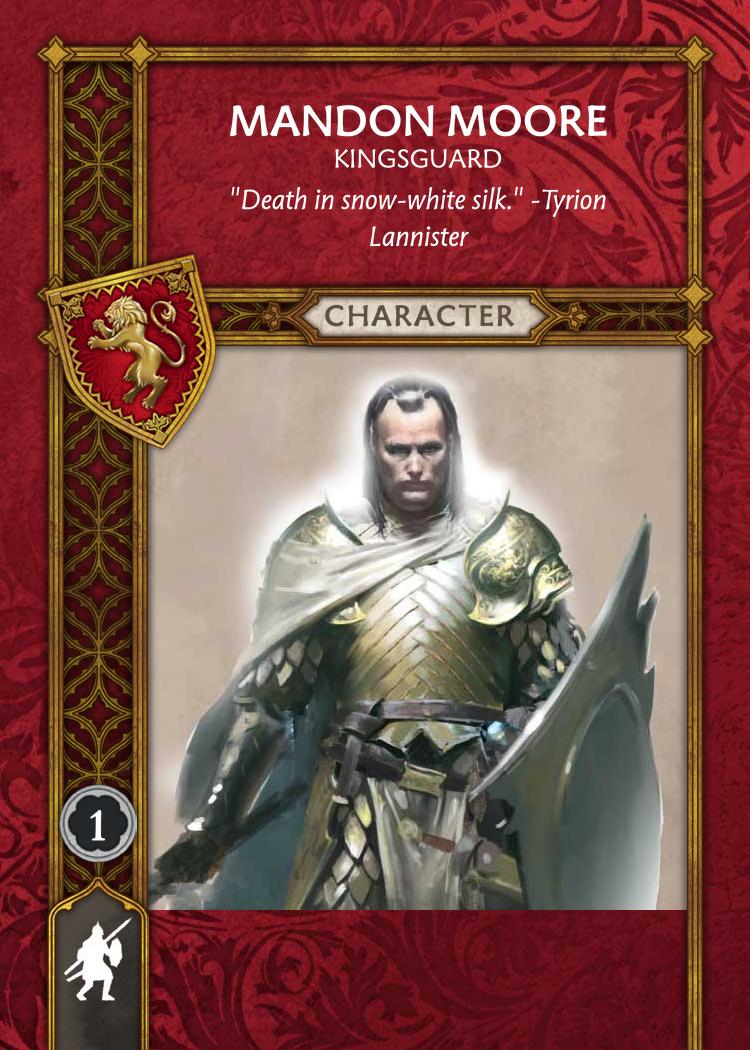 MANDON MOORE
KINGSGUARD
"Death in snow-white silk." -Tyrion
Lannister
CHARACTER
1